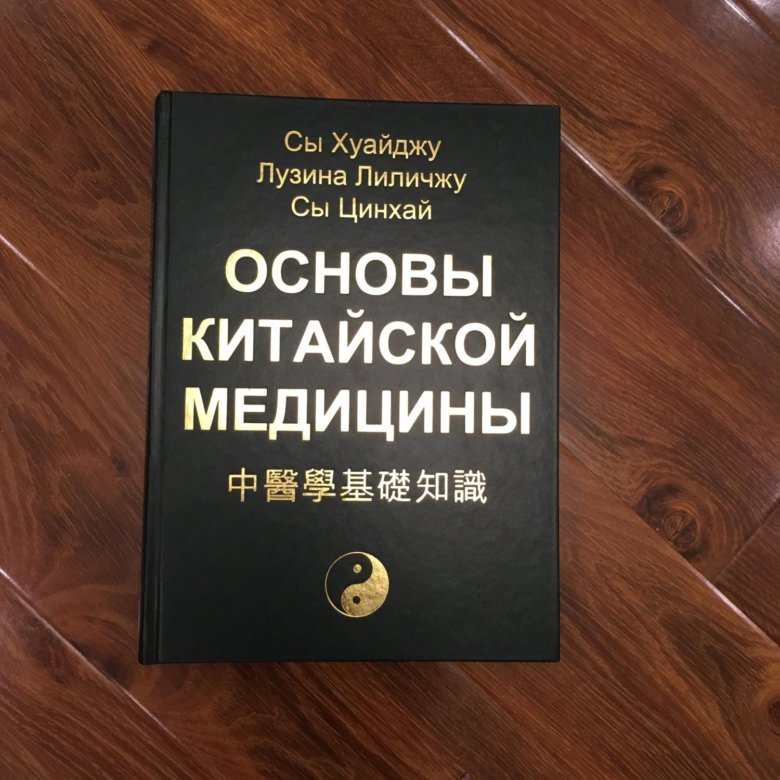 Сы Хуайджу
Лузина Лиличжу
Сы Цинхай
ОСНОВЫ
КИТАЙСКОЙ
МЕДИЦИНЫ
中醫學基礎知識